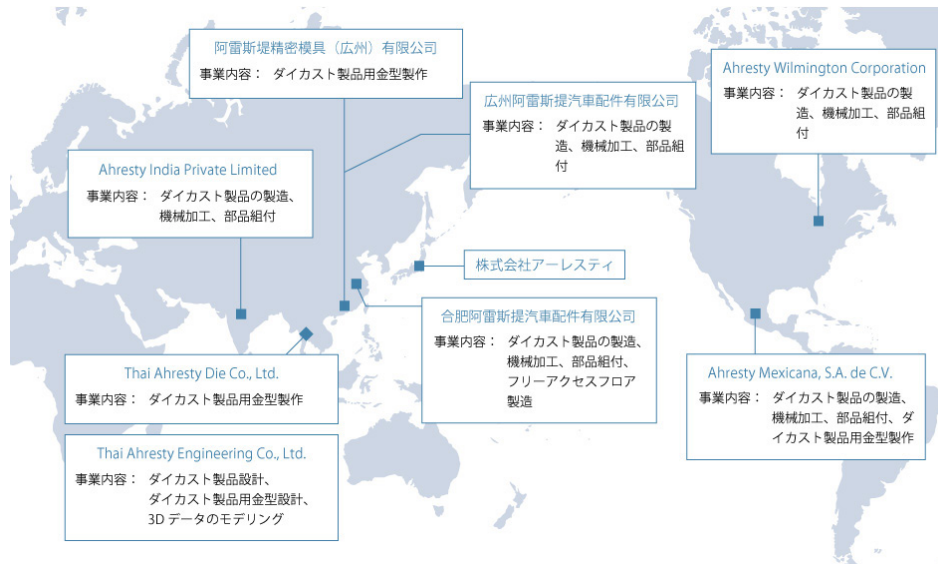 阿雷斯堤精密模具（広州）有限公司
事業内容： ダイカスト製品用金型製作
広州阿雷斯提汽車配件有限公司
事業内容： ダイカスト製品の製
造、機械加工、部品組
付
Ahresty Wilmington Corporation
事業内容： ダイカスト製品の製
造、機械加工、部品組
付
Ahresty India Private Limited
事業内容： ダイカスト製品の製造、
機械加工、部品組付
株式会社アーレスティ
合肥阿雷斯提汽車配件有限公司
事業内容： ダイカスト製品の製造、
機械加工、部品組付、
フリーアクセスフロア
製造
Thai Ahresty Die Co., Ltd.
事業内容： ダイカスト製品用金型製作
Ahresty Mexicana, S.A. de C.V.
事業内容： ダイカスト製品の製造、
機械加工、部品組付、ダ
イカスト製品用金型製作
Thai Ahresty Engineering Co., Ltd.
事業内容： ダイカスト製品設計、
ダイカスト製品用金型設計、
3D データのモデリング